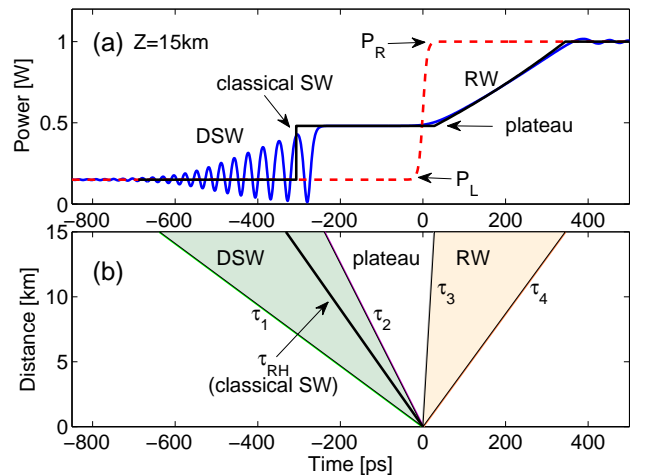 (a) Z=15km
P_R
RW
classical SW
DSW
plateau
P_L
Power [W]
1
0.5
0
−800 −600 −400 −200 0 200 400
(b)
DSW
plateau
RW
τ_1
τ_2
τ_3
τ_4
τ_RH
(classical SW)
Distance [km]
15
10
5
0
−800 −600 −400 −200 0 200 400
Time [ps]